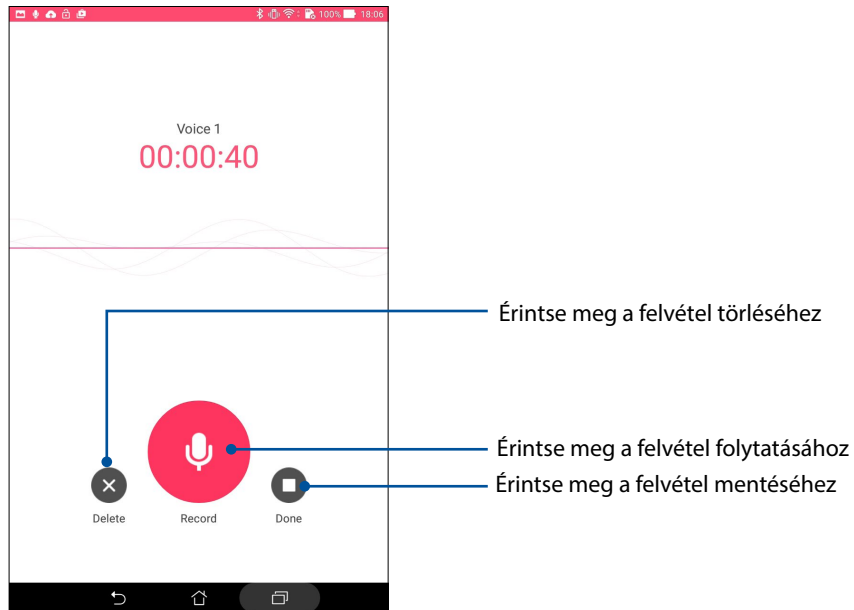 100% 18:06
Voice 1
00:00:40
Érintse meg a felvétel törléséhez
Érintse meg a felvétel folytatásához
Érintse meg a felvétel mentéséhez
Delete Record Done